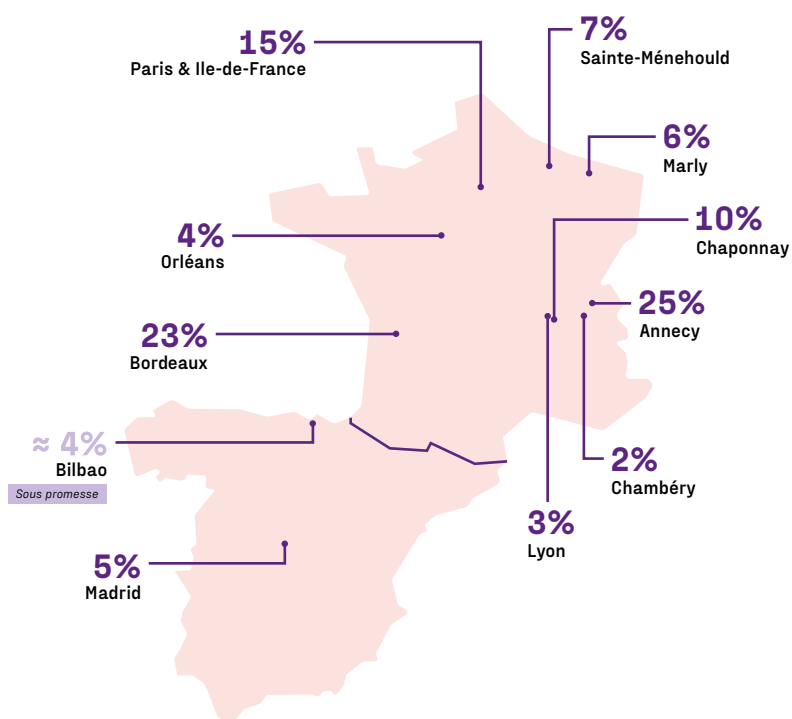 15%
Paris & Ile-de-France
7%
Sainte-Ménehould
6%
Marly
10%
Chaponnay
4%
Orléans
25%
Annecy
23%
Bordeaux
≈ 4%
Bilbao
Sous promesse
2%
Chambéry
3%
Lyon
5%
Madrid